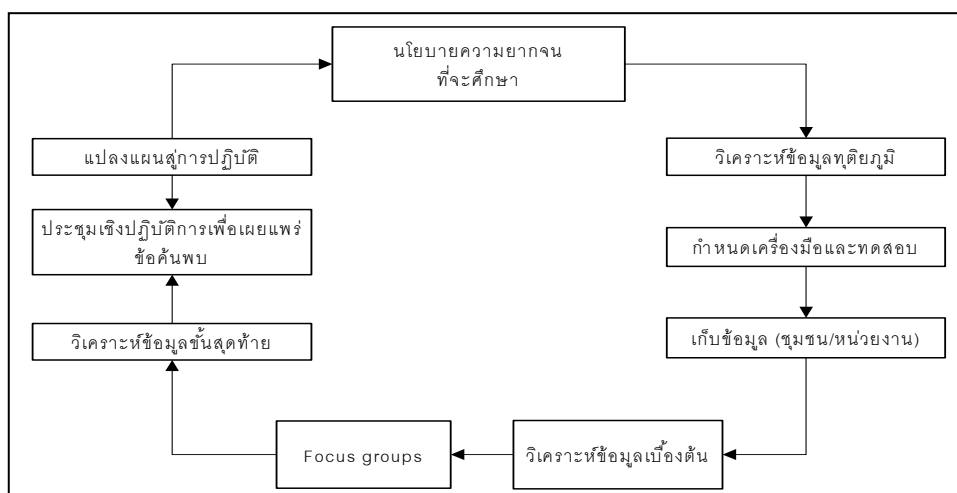 นโยบายความยากจน
ที่จะศึกษา
แปลงแผนสู่การปฏิบัติ
วิเคราะห์ข้อมูลทุติยภูมิ
ประชุมเชิงปฏิบัติการเพื่อเผยแพร่
ข้อค้นพบ
กำหนดเครื่องมือและทดสอบ
วิเคราะห์ข้อมูลขั้นสุดท้าย
เก็บข้อมูล (ชุมชน/หน่วยงาน)
Focus groups
วิเคราะห์ข้อมูลเบื้องต้น